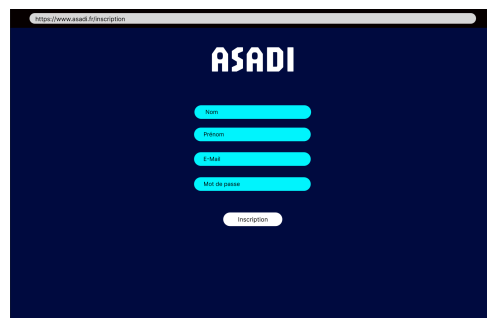 https://www.asadi.fr/inscription
ASADI
Nom
Prénom
E-Mail
Mot de passe
Inscription